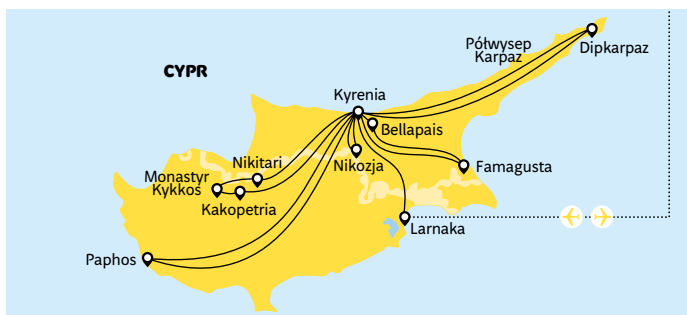 Półwysep
Karpaz
Dipkarpaz
CYPR
Kyrenia
Bellapais
Nikitari
Nikozja
Famagusta
Monastyr
Kykkos
Kakopetria
Larnaka
Paphos